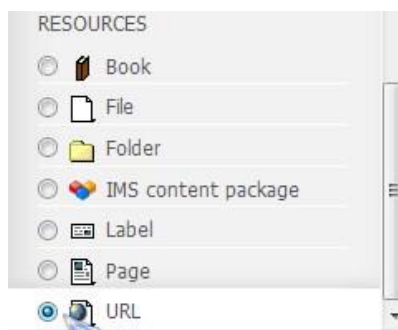 RESOURCES
Book
File
Folder
IMS content package
Label
Page
URL